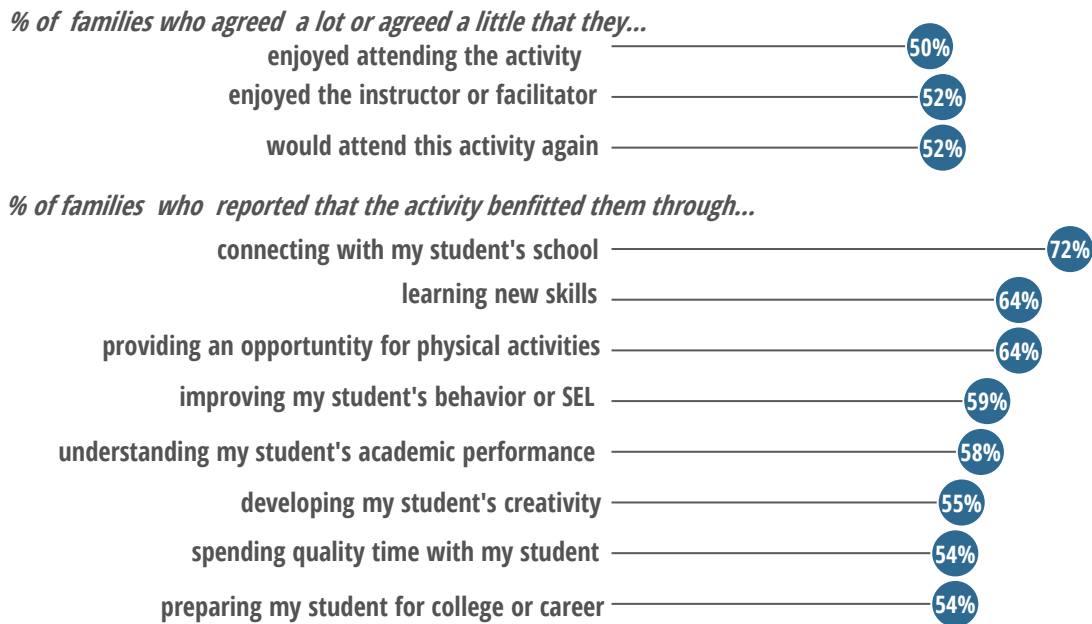 % of families who agreed a lot or agreed a little that they...
enjoyed attending the activity 50%
enjoyed the instructor or facilitator 52%
would attend this activity again 52%
% of families who reported that the activity benfitted them through...
connecting with my student's school 72%
learning new skills 64%
providing an opportuntity for physical activities 64%
improving my student's behavior or SEL 59%
understanding my student's academic performance 58%
developing my student's creativity 55%
spending quality time with my student 54%
preparing my student for college or career 54%